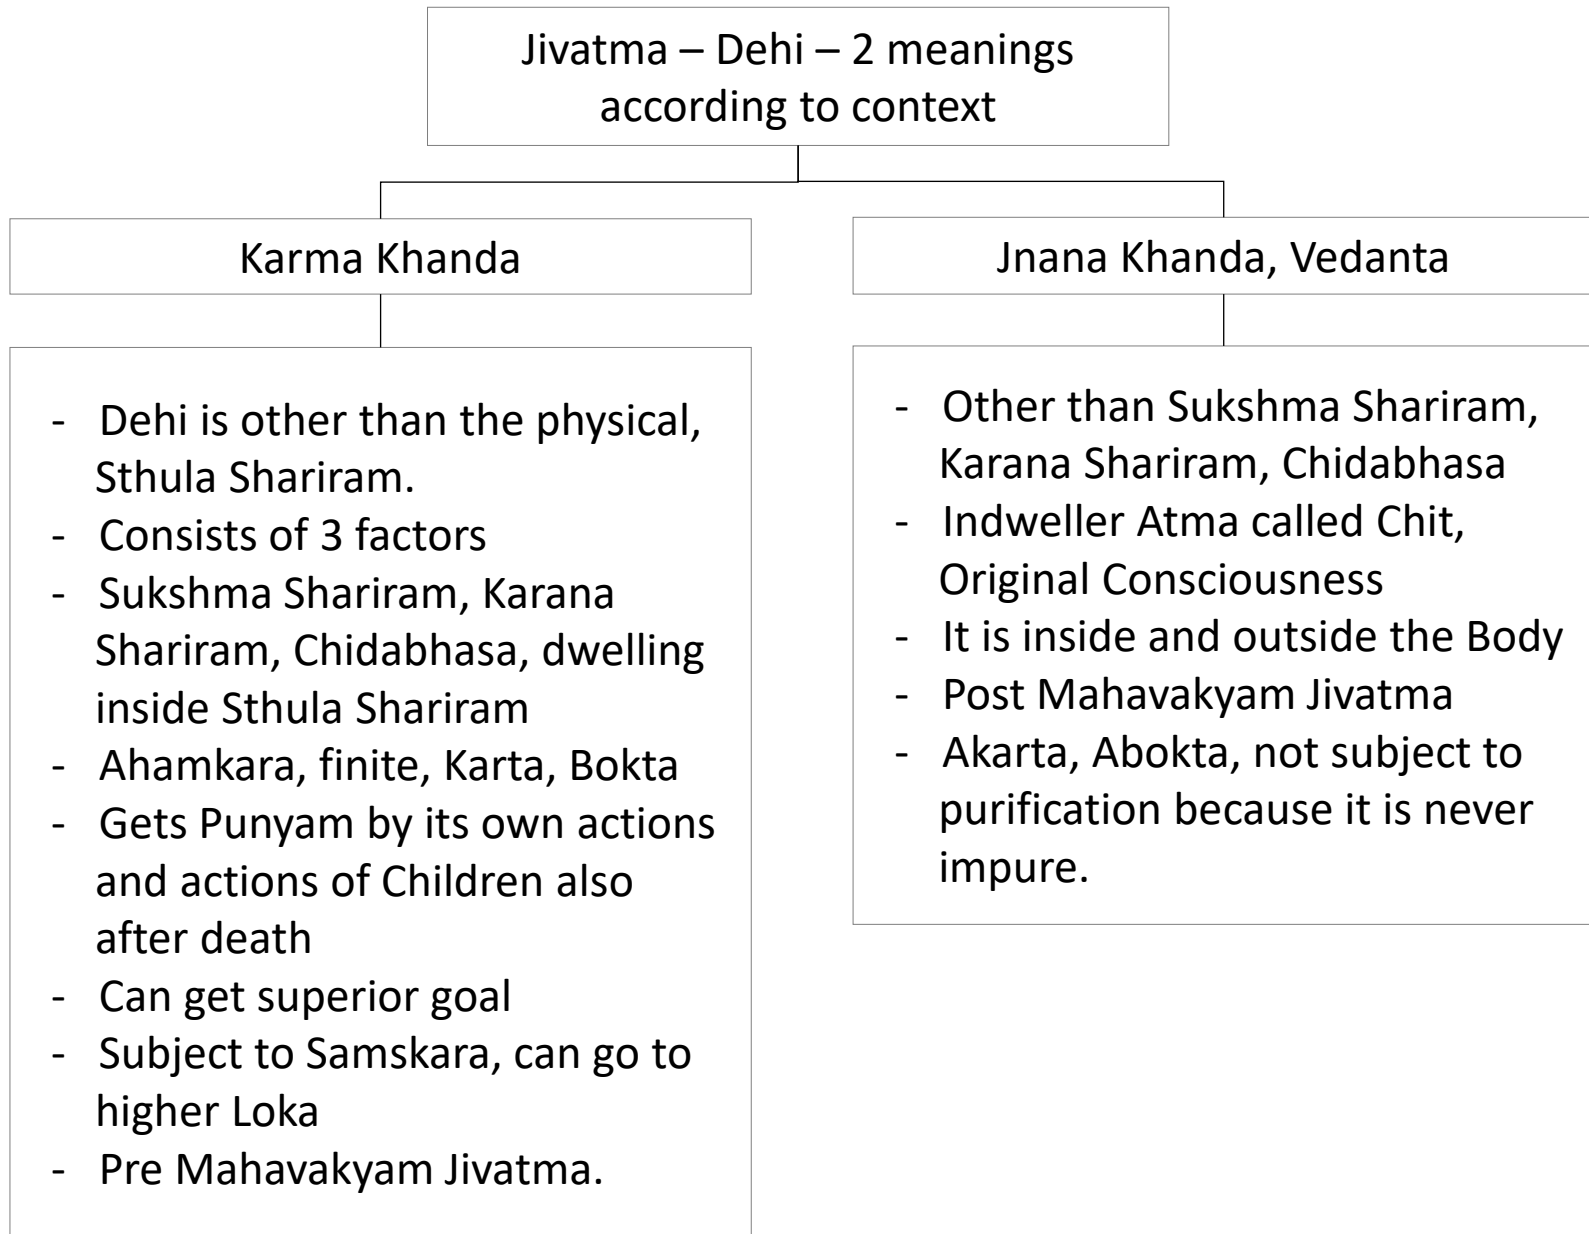 Jivatma – Dehi – 2 meanings
according to context
Karma Khanda
- Dehi is other than the physical,
Sthula Shariram.
- Consists of 3 factors
- Sukshma Shariram, Karana
Shariram, Chidabhasa, dwelling
inside Sthula Shariram
- Ahamkara, finite, Karta, Bokta
- Gets Punyam by its own actions
and actions of Children also
after death
- Can get superior goal
- Subject to Samskara, can go to
higher Loka
- Pre Mahavakyam Jivatma.
Jnana Khanda, Vedanta
- Other than Sukshma Shariram,
Karana Shariram, Chidabhasa
- Indweller Atma called Chit,
Original Consciousness
- It is inside and outside the Body
- Post Mahavakyam Jivatma
- Akarta, Abokta, not subject to
purification because it is never
impure.